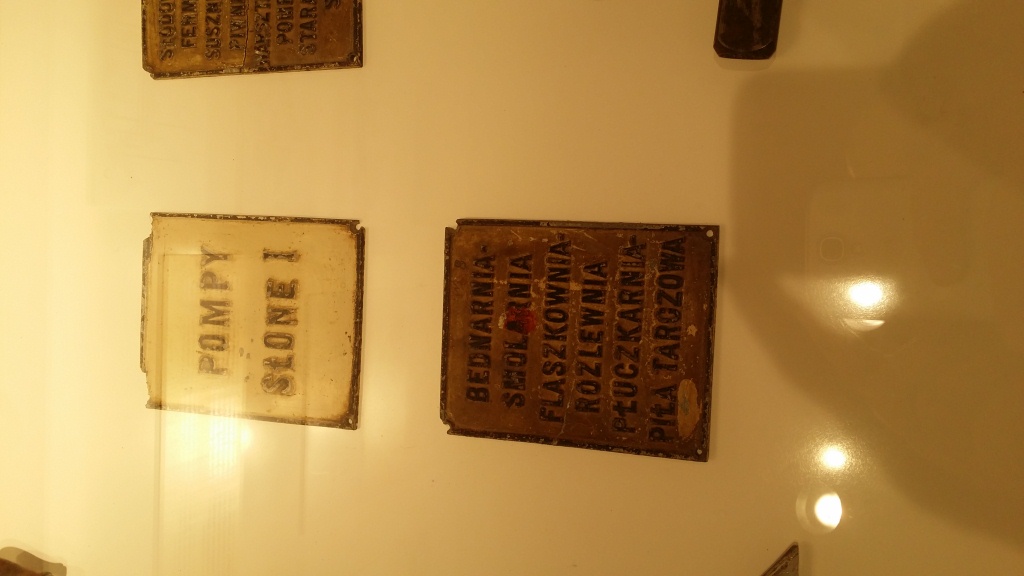 POMPY
SŁONE I
BEDNARNIA-
SMOLARNIA
FLASZKOWNIA-
ROZLEWNIA
PŁUCZKARNIA-
PIŁA TARCZOWA